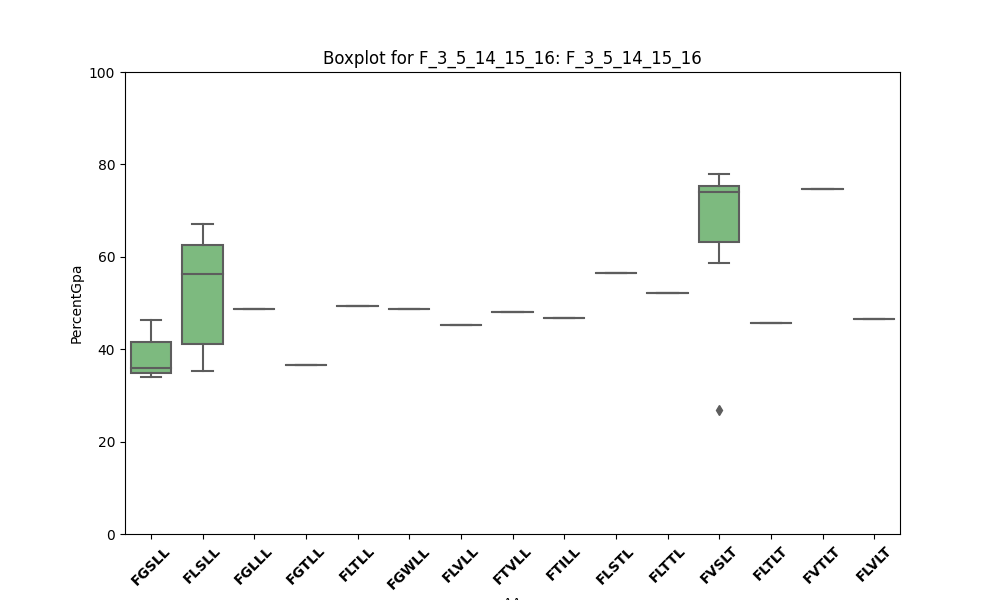 Boxplot for F_3_5_14_15_16: F_3_5_14_15_16
PercentGpa
100
80
60
40
20
0
FGSLL
FLSLL
FGLLL
FGTLL
FLTLL
FGWLL
FLVLL
FTVLL
FTILL
FLSTL
FLTTL
FVSLT
FLTLT
FVTLT
FLVLT